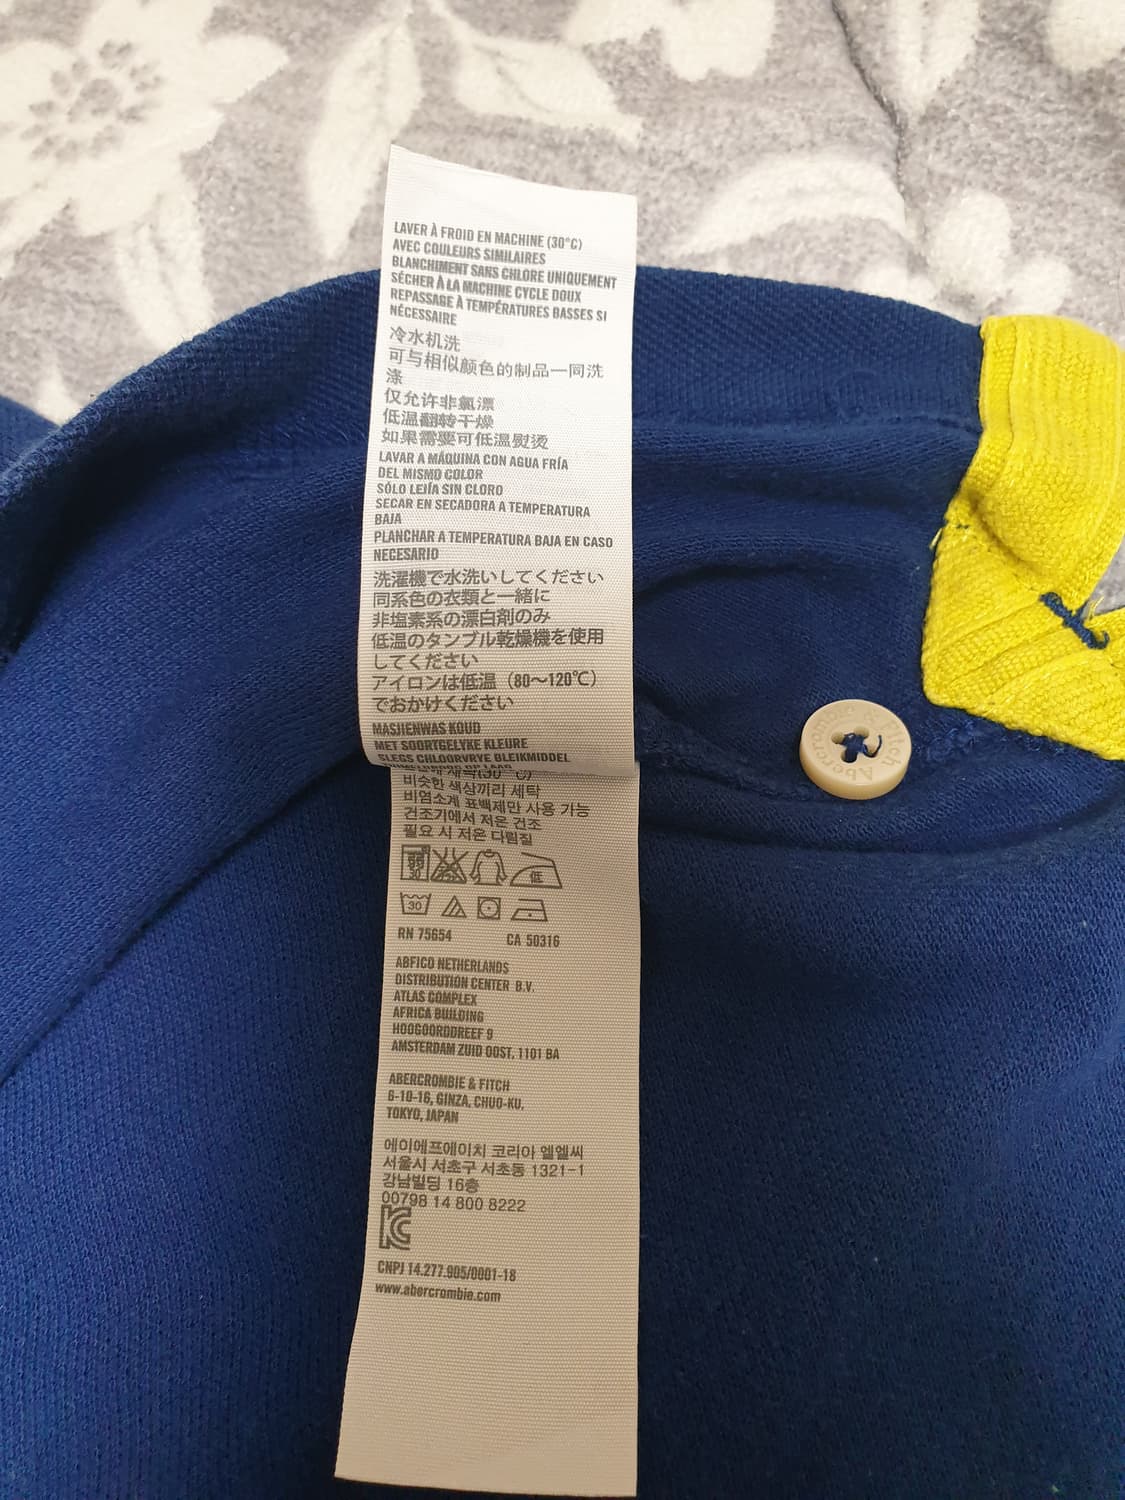 LAVER À FROID EN MACHINE (30°C)
AVEC COULEURS SIMILAIRES
BLANCHIMENT SANS CHLORE UNIQUEMENT
SÉCHER À LA MACHINE CYCLE DOUX
REPASSAGE À TEMPÉRATURES BASSES SI
NÉCESSAIRE
冷水机洗
可与相似颜色的制品一同洗
涤
仅允许非氯漂
低温翻转干燥
如果需要可低温熨烫
LAVAR A MÁQUINA CON AGUA FRÍA
DEL MISMO COLOR
SÓLO LEJÍA SIN CLORO
SECAR EN SECADORA A TEMPERATURA
BAJA
PLANCHAR A TEMPERATURA BAJA EN CASO
NECESARIO
洗濯機で水洗いしてください
同系色の衣類と一緒に
非塩素系の漂白剤のみ
低温のタンブル乾燥機を使用
してください
アイロンは低温（80～120℃）
でおかけください
MASJIENWAS KOUD
MET SOORTGELYKE KLEURE
SLEGS CHLOORVRYE BLEIKMIDDEL
세탁(30°C)
비슷한 색상끼리 세탁
비염소계 표백제만 사용 가능
건조기에서 저온 건조
필요 시 저온 다림질
30 低
30
RN 75654 CA 50316
ABFICO NETHERLANDS
DISTRIBUTION CENTER B.V.
ATLAS COMPLEX
AFRICA BUILDING
HOOGOORDDREEF 9
AMSTERDAM ZUID OOST, 1101 BA
ABERCROMBIE & FITCH
6-10-16, GINZA, CHUO-KU,
TOKYO, JAPAN
에이에프에이치 코리아 엘엘씨
서울시 서초구 서초동 1321-1
강남빌딩 16층
00798 14 800 8222
CNPJ 14.277.905/0001-18
www.abercrombie.com
Abercrombie & Fitch